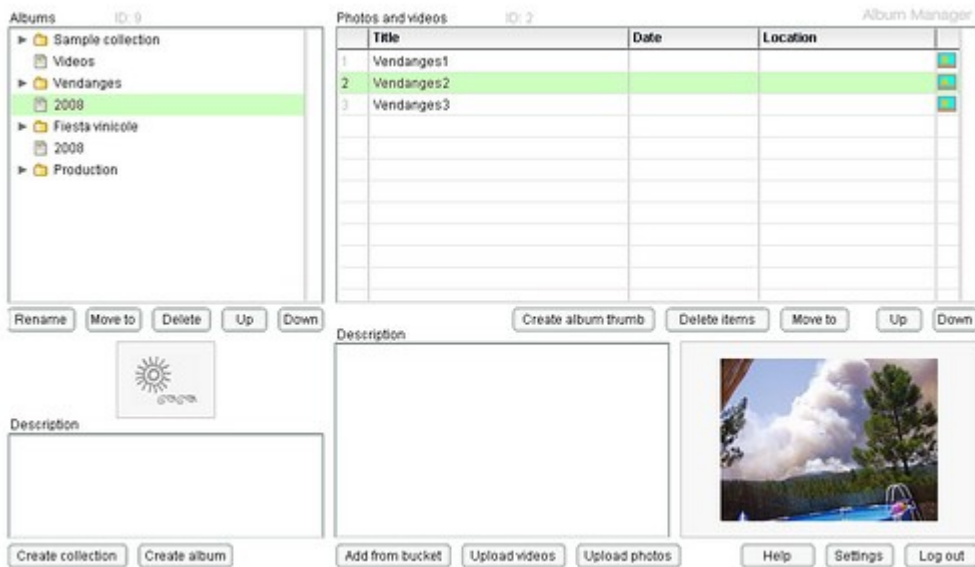 Albums ID: 9
Photos and videos ID: 2
Album Manager
Sample collection
Videos
Vendanges
2008
Fiesta vinicole
2008
Production
Title Date Location
1 Vendanges1
2 Vendanges2
3 Vendanges3
Rename Move to Delete Up Down
Create album thumb Delete items Move to Up Down
Description
Description
Create collection Create album
Add from bucket Upload videos Upload photos
Help Settings Log out